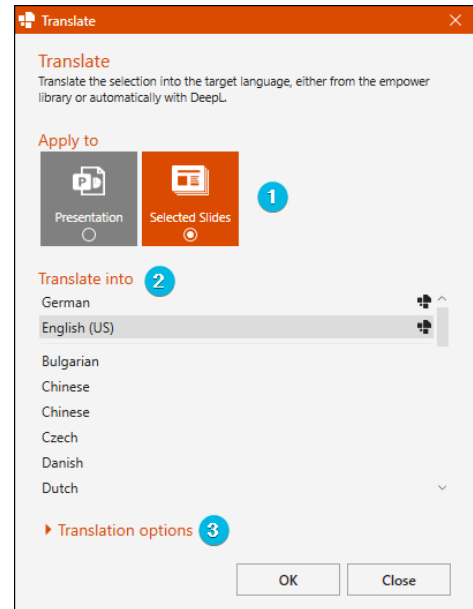 Translate
Translate
Translate the selection into the target language, either from the empower
library or automatically with DeepL.
Apply to
Presentation
Selected Slides
1
Translate into
2
German
English (US)
Bulgarian
Chinese
Chinese
Czech
Danish
Dutch
Translation options
3
OK
Close